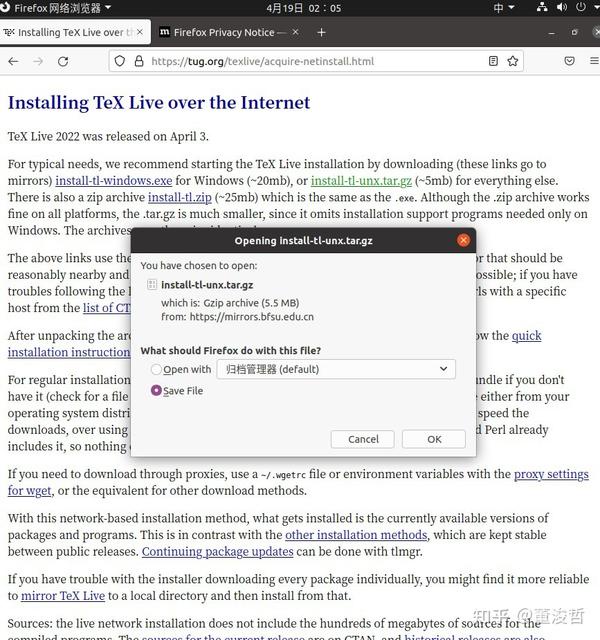 Firefox 网络浏览器
4月19日 02：05
中
Installing TeX Live over th
Firefox Privacy Notice —
https://tug.org/texlive/acquire-netinstall.html
Installing TeX Live over the Internet
TeX Live 2022 was released on April 3.
For typical needs, we recommend starting the TeX Live installation by downloading (these links go to
mirrors) install-tl-windows.exe for Windows (~20mb), or install-tl-unx.tar.gz (~5mb) for everything else.
There is also a zip archive install-tl.zip (~25mb) which is the same as the .exe. Although the .zip archive works
fine on all platforms, the .tar.gz is much smaller, since it omits installation support programs needed only on
Windows. The archives
The above links use the
or that should be
reasonably nearby and
ossible; if you have
troubles following the
rls with a specific
host from the list of CT
After unpacking the ar
ow the quick
installation instruction
For regular installation
ndle if you don't
have it (check for a file
either from your
operating system distri
speed the
downloads, over using
d Perl already
includes it, so nothing
Opening install-tl-unx.tar.gz
You have chosen to open:
install-tl-unx.tar.gz
which is: Gzip archive (5.5 MB)
from: https://mirrors.bfsu.edu.cn
What should Firefox do with this file?
Open with
归档管理器 (default)
Save File
Cancel
OK
If you need to download through proxies, use a ~/.wgetrc file or environment variables with the proxy settings
for wget, or the equivalent for other download methods.
With this network-based installation method, what gets installed is the currently available versions of
packages and programs. This is in contrast with the other installation methods, which are kept stable
between public releases. Continuing package updates can be done with tlmgr.
If you have trouble with the installer downloading every package individually, you might find it more reliable
to mirror TeX Live to a local directory and then install from that.
Sources: the live network installation does not include the hundreds of megabytes of sources for the
compiled programs. The sources for the current release are on CTAN, and historical releases are also
知乎 @董浚哲